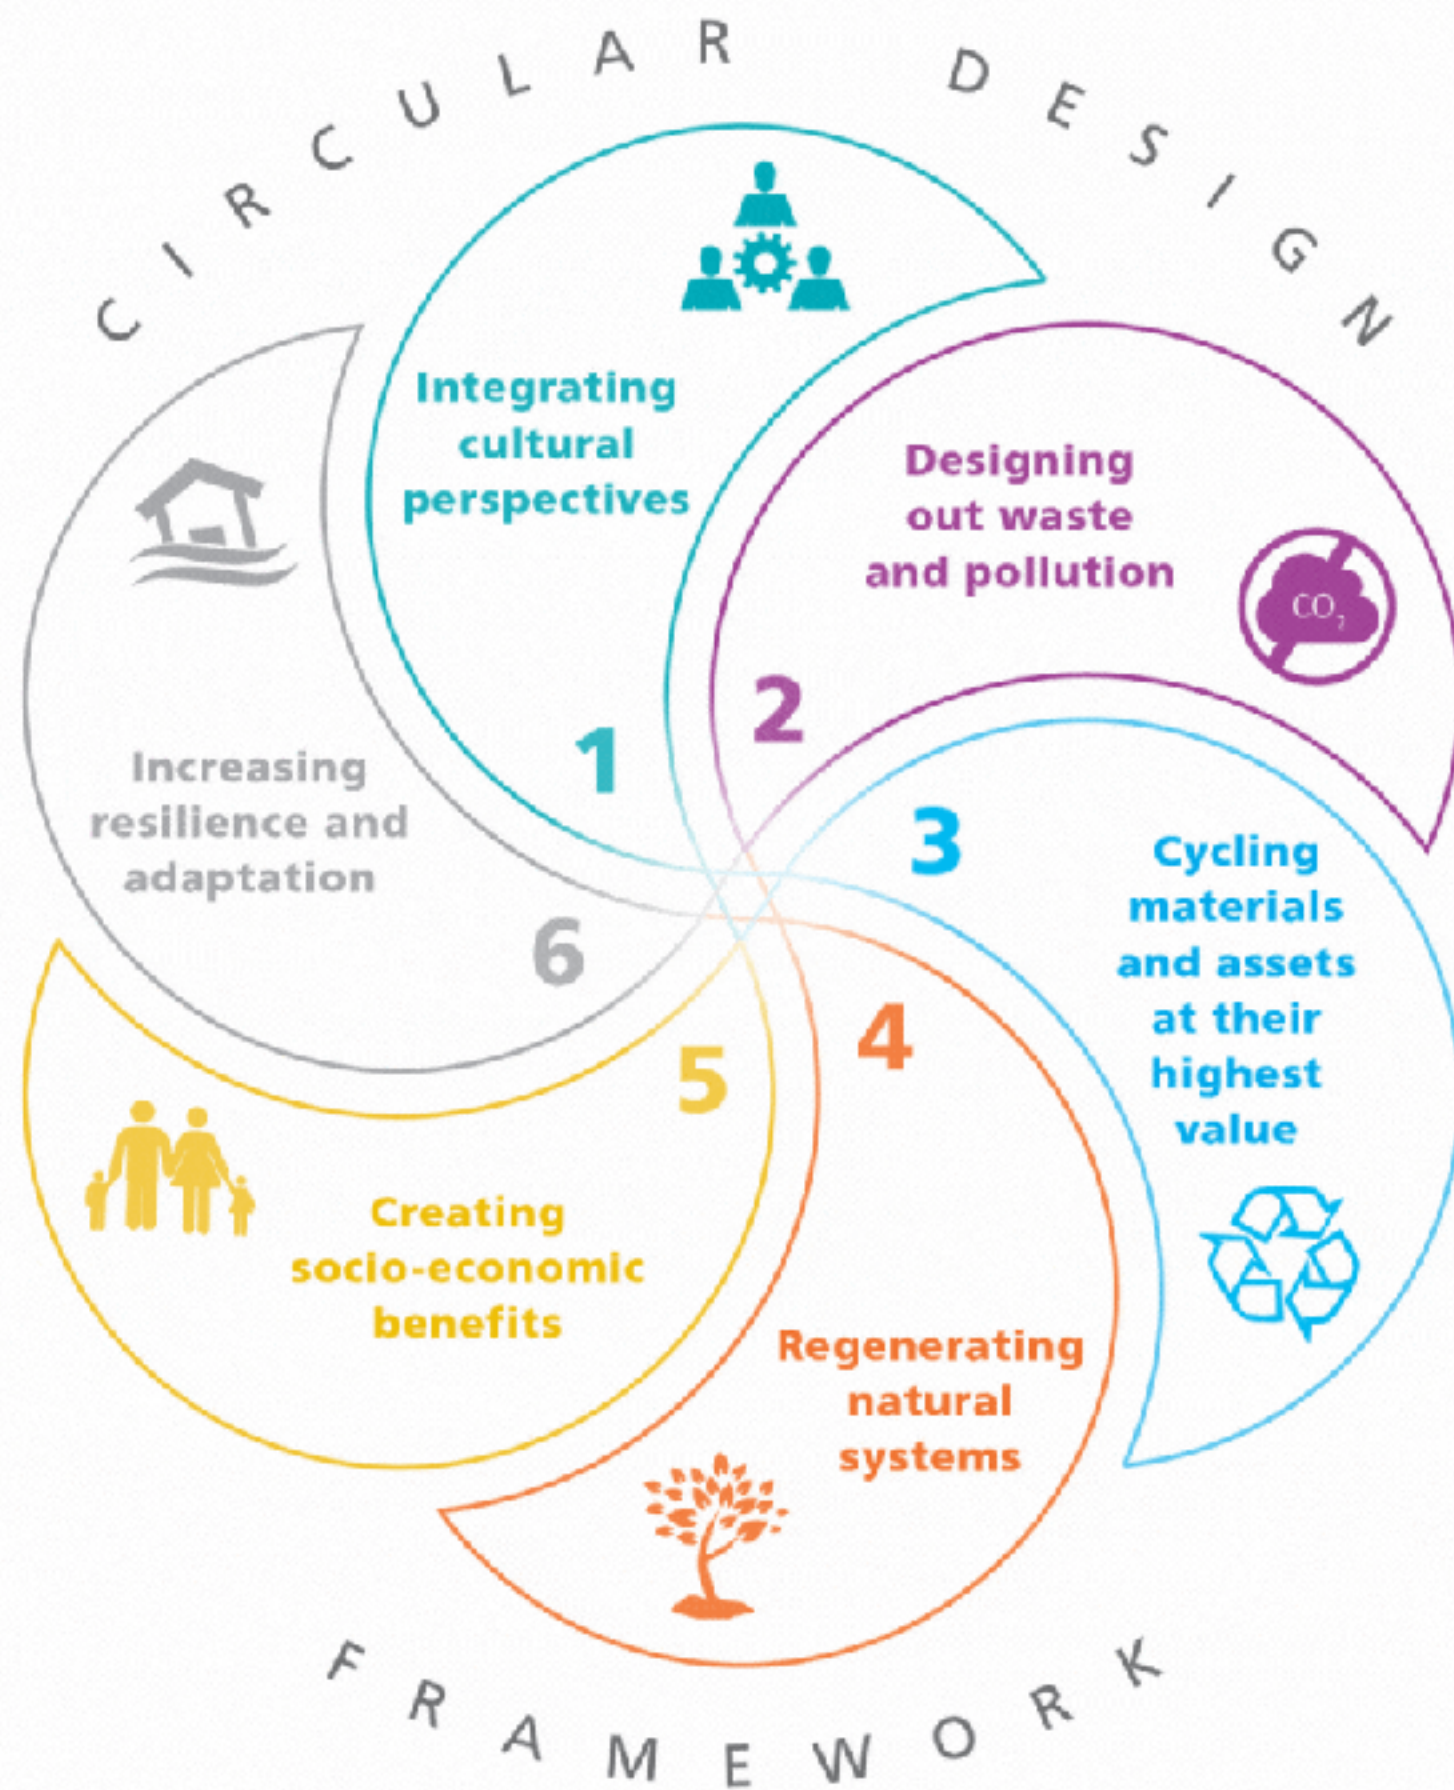 CIRCULAR DESIGN
1
Integrating
cultural
perspectives
2
Designing
out waste
and pollution
CO2
3
Cycling
materials
and assets
at their
highest
value
4
Regenerating
natural
systems
5
Creating
socio-economic
benefits
6
Increasing
resilience and
adaptation
FRAMEWORK